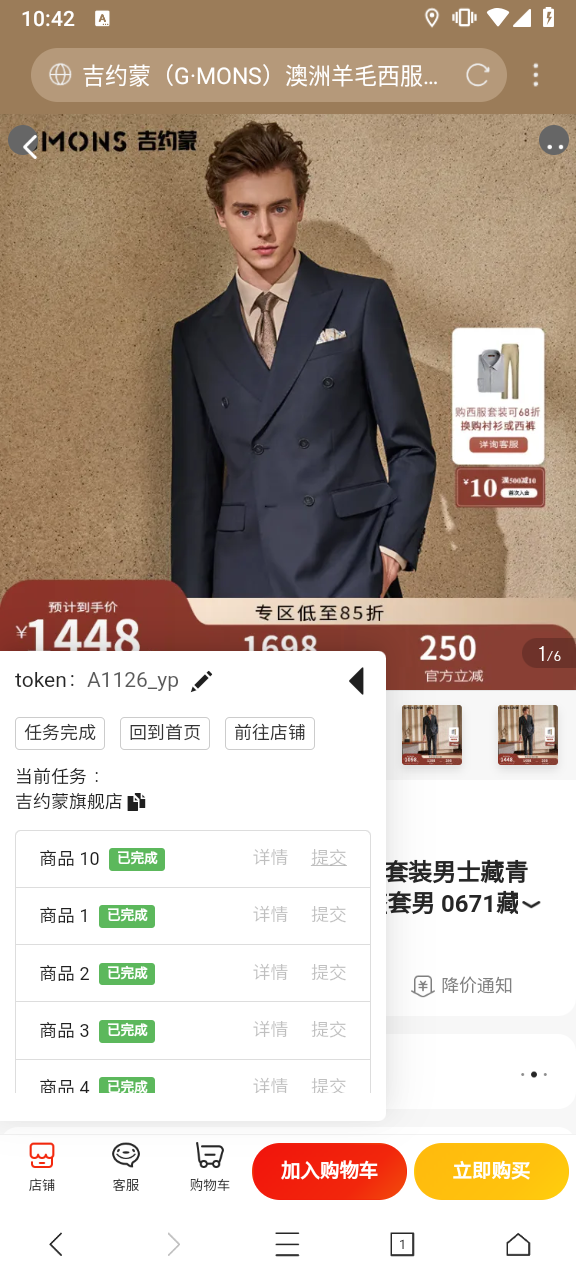 10:42
吉约蒙（G·MONS）澳洲羊毛西服...
MONS 吉约蒙
购西服套装可68折
换购衬衫或西裤
详询客服
¥10 满500减10
首次入会
预计到手价
专区低至85折
¥1448
1698
250
官方立减
1/6
token： A1126_yp
任务完成 回到首页 前往店铺
当前任务：
吉约蒙旗舰店
商品 10 已完成 详情 提交
商品 1 已完成 详情 提交
商品 2 已完成 详情 提交
商品 3 已完成 详情 提交
商品 4 已完成 详情 提交
套装男士藏青
套男 0671藏
降价通知
店铺 客服 购物车 加入购物车 立即购买
1